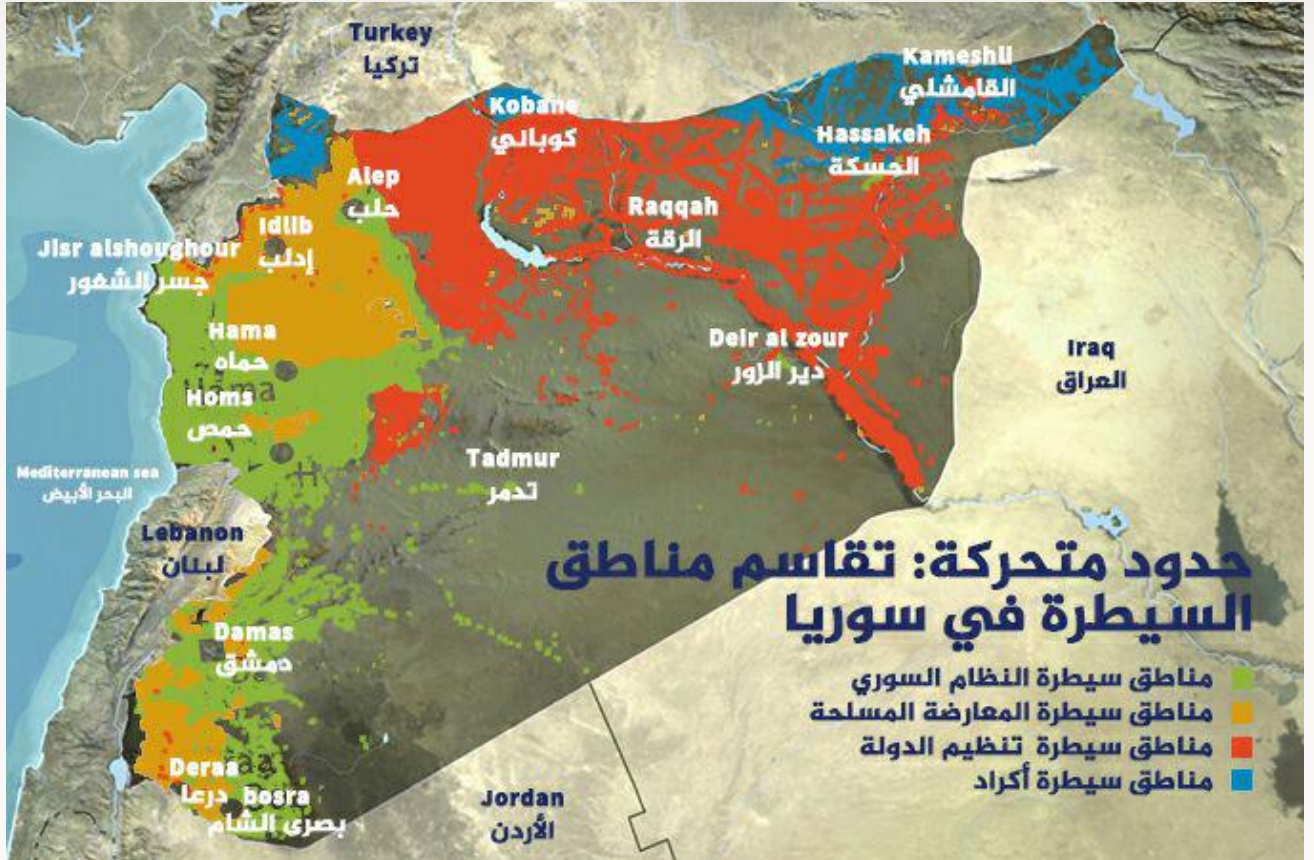 Turkey
تركيا
Kameshli
القامشلي
Kobane
كوباني
Hassakeh
الحسكة
Alep
حلب
Raqqah
الرقة
Idlib
إدلب
Jisr alshoughour
جسر الشغور
Hama
حماه
Deir al zour
دير الزور
Iraq
العراق
Homs
حمص
Tadmur
تدمر
Mediterranean sea
البحر الأبيض
Lebanon
لبنان
حدود متحركة: تقاسم مناطق
السيطرة في سوريا
Damas
دمشق
مناطق سيطرة النظام السوري
مناطق سيطرة المعارضة المسلحة
مناطق سيطرة تنظيم الدولة
مناطق سيطرة أكراد
Deraa
درعا
bosra
بصرى الشام
Jordan
الأردن